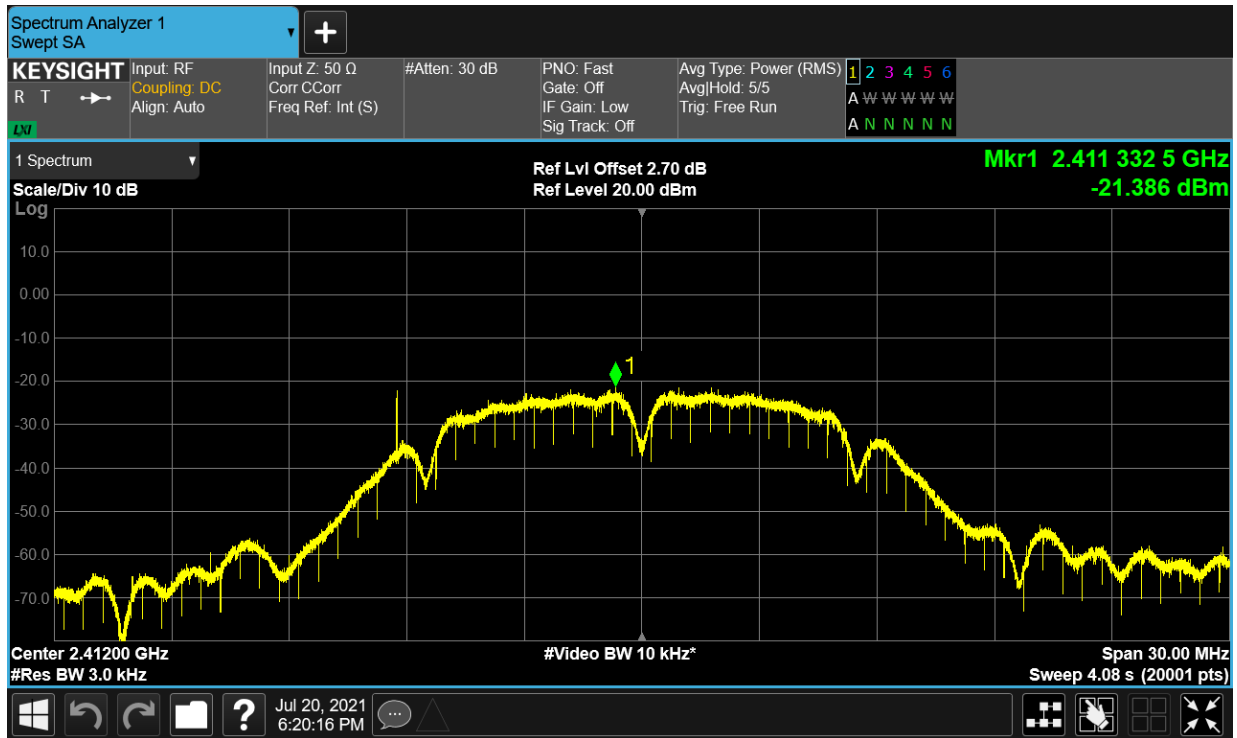 Spectrum Analyzer 1
Swept SA
▼
+
KEYSIGHT
R T
LXI
Input: RF
Coupling: DC
Align: Auto
Input Z: 50 Ω
Corr CCorr
Freq Ref: Int (S)
#Atten: 30 dB
PNO: Fast
Gate: Off
IF Gain: Low
Sig Track: Off
Avg Type: Power (RMS)
Avg|Hold: 5/5
Trig: Free Run
1 2 3 4 5 6
A W W W W W
A N N N N N
1 Spectrum ▼
Scale/Div 10 dB
Log
Ref Lvl Offset 2.70 dB
Ref Level 20.00 dBm
Mkr1 2.411 332 5 GHz
-21.386 dBm
10.0
0.00
-10.0
-20.0
-30.0
-40.0
-50.0
-60.0
-70.0
1
Center 2.41200 GHz
#Res BW 3.0 kHz
#Video BW 10 kHz*
Span 30.00 MHz
Sweep 4.08 s (20001 pts)
?
Jul 20, 2021
6:20:16 PM